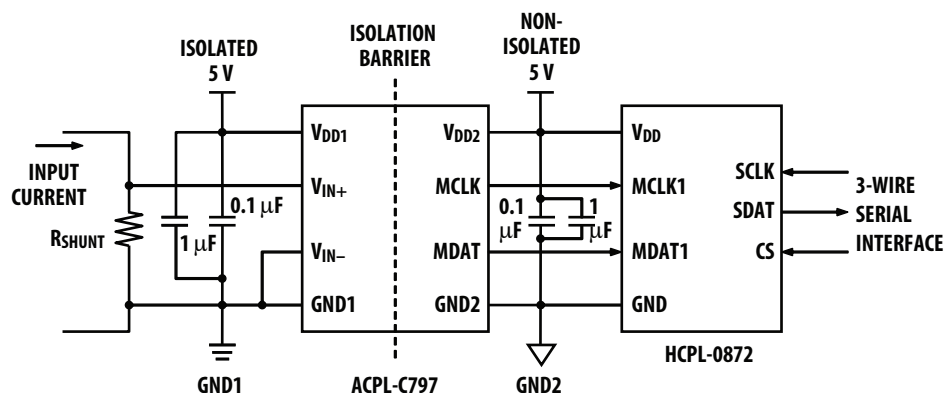 ISOLATED
5 V
ISOLATION
BARRIER
NON-
ISOLATED
5 V
INPUT
CURRENT
RSHUNT
1 μF
0.1 μF
VDD1
VIN+
VIN–
GND1
VDD2
MCLK
MDAT
GND2
0.1
μF
1
μF
VDD
MCLK1
MDAT1
GND
SCLK
SDAT
CS
3-WIRE
SERIAL
INTERFACE
GND1
ACPL-C797
GND2
HCPL-0872